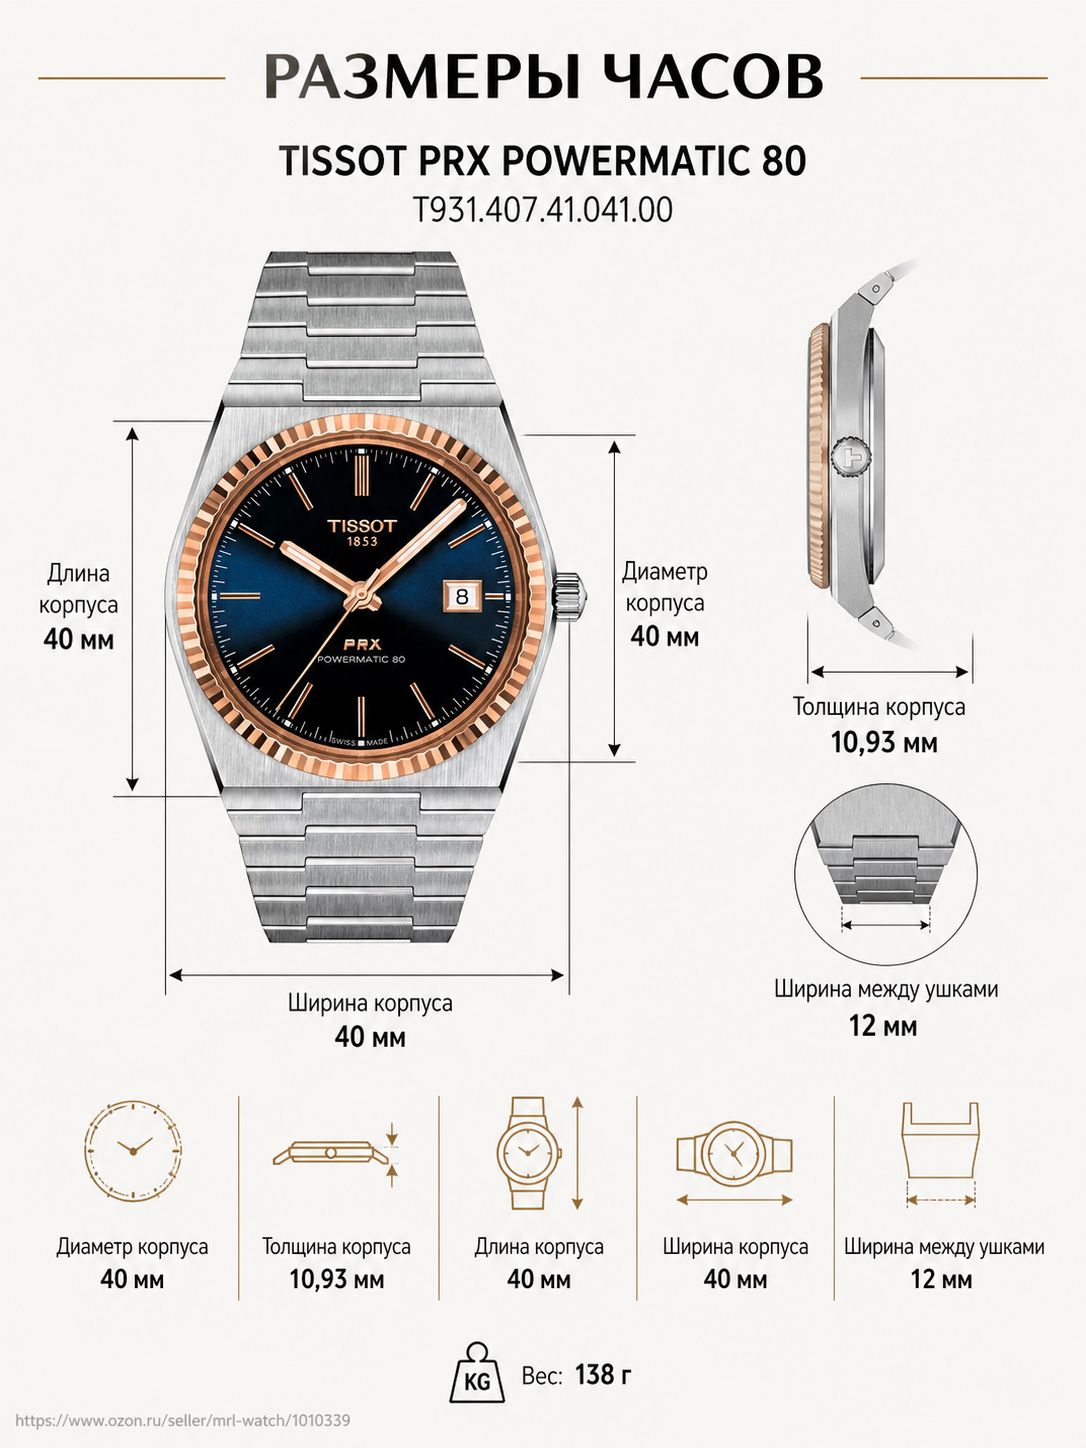 РАЗМЕРЫ ЧАСОВ
TISSOT PRX POWERMATIC 80
T931.407.41.041.00
TISSOT
1853
8
PRX
POWERMATIC 80
SWISS MADE
Длина
корпуса
40 мм
Диаметр
корпуса
40 мм
Толщина корпуса
10,93 мм
Ширина между ушками
12 мм
Ширина корпуса
40 мм
Диаметр корпуса
40 мм
Толщина корпуса
10,93 мм
Длина корпуса
40 мм
Ширина корпуса
40 мм
Ширина между ушками
12 мм
KG
Вес: 138 г
https://www.ozon.ru/seller/mrl-watch/1010339